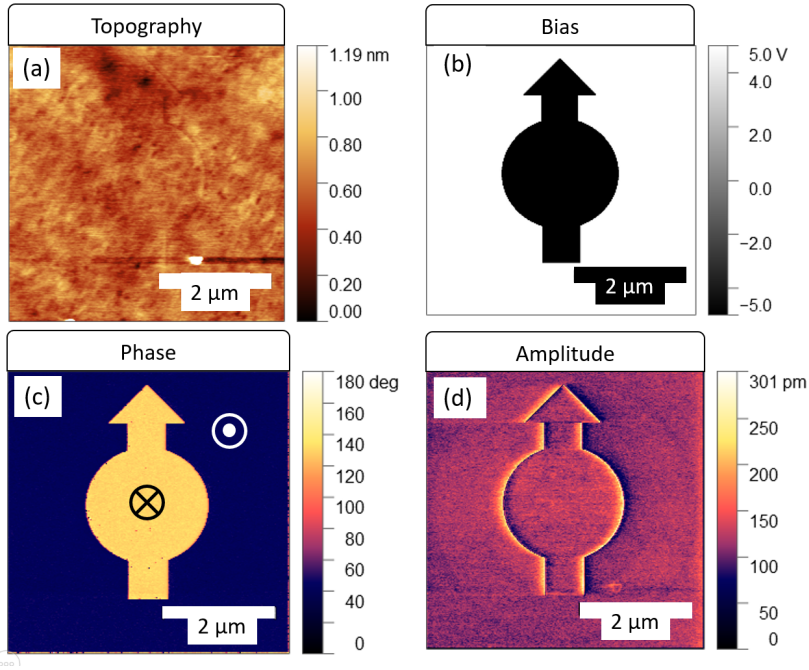 Topography
(a)
1.19 nm
1.00
0.80
0.60
0.40
0.20
0.00
2 μm
Bias
(b)
5.0 V
4.0
2.0
0.0
−2.0
−5.0
2 μm
Phase
(c)
180 deg
160
140
120
100
80
60
40
0
2 μm
Amplitude
(d)
301 pm
250
200
150
100
50
0
2 μm